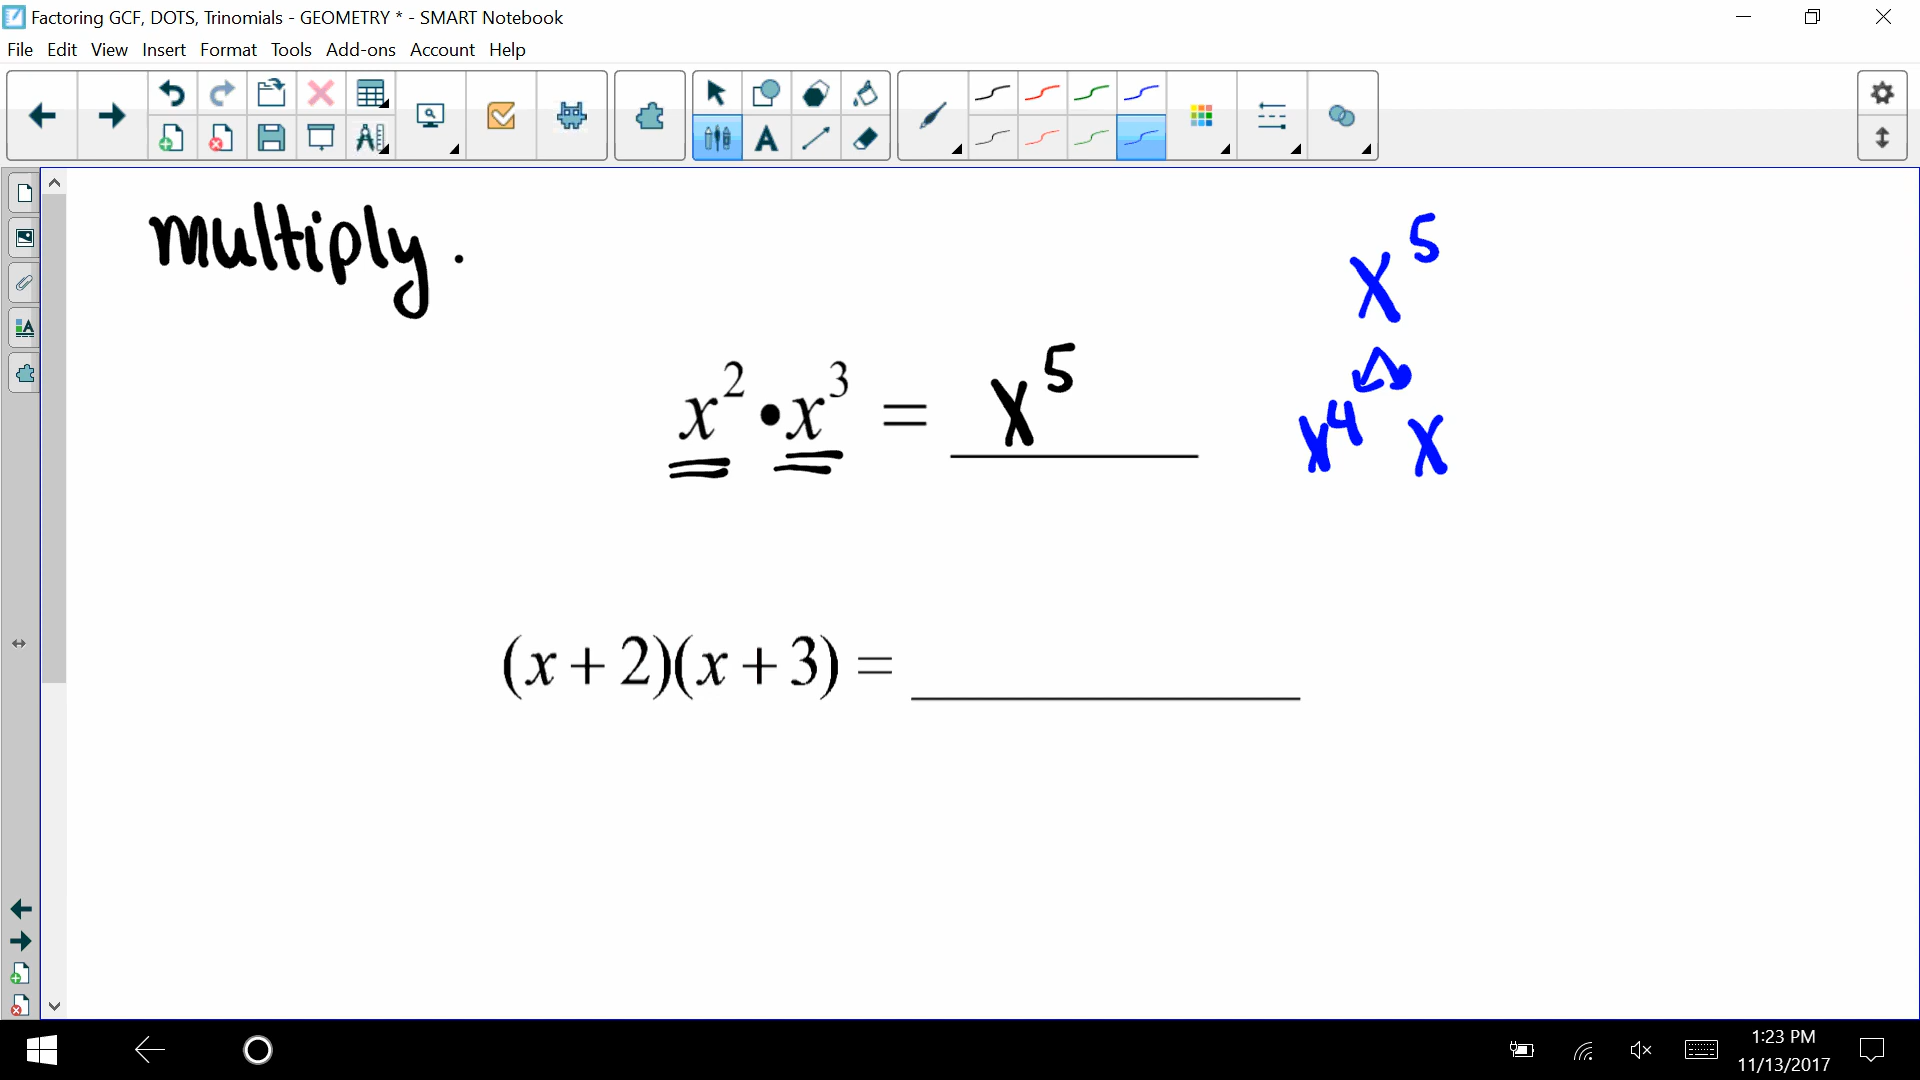 Factoring GCF, DOTS, Trinomials - GEOMETRY * - SMART Notebook
File Edit View Insert Format Tools Add-ons Account Help
multiply.
x⁵
x² • x³ = x⁵
x⁴ x
(x + 2)(x + 3) = ____________
1:23 PM
11/13/2017